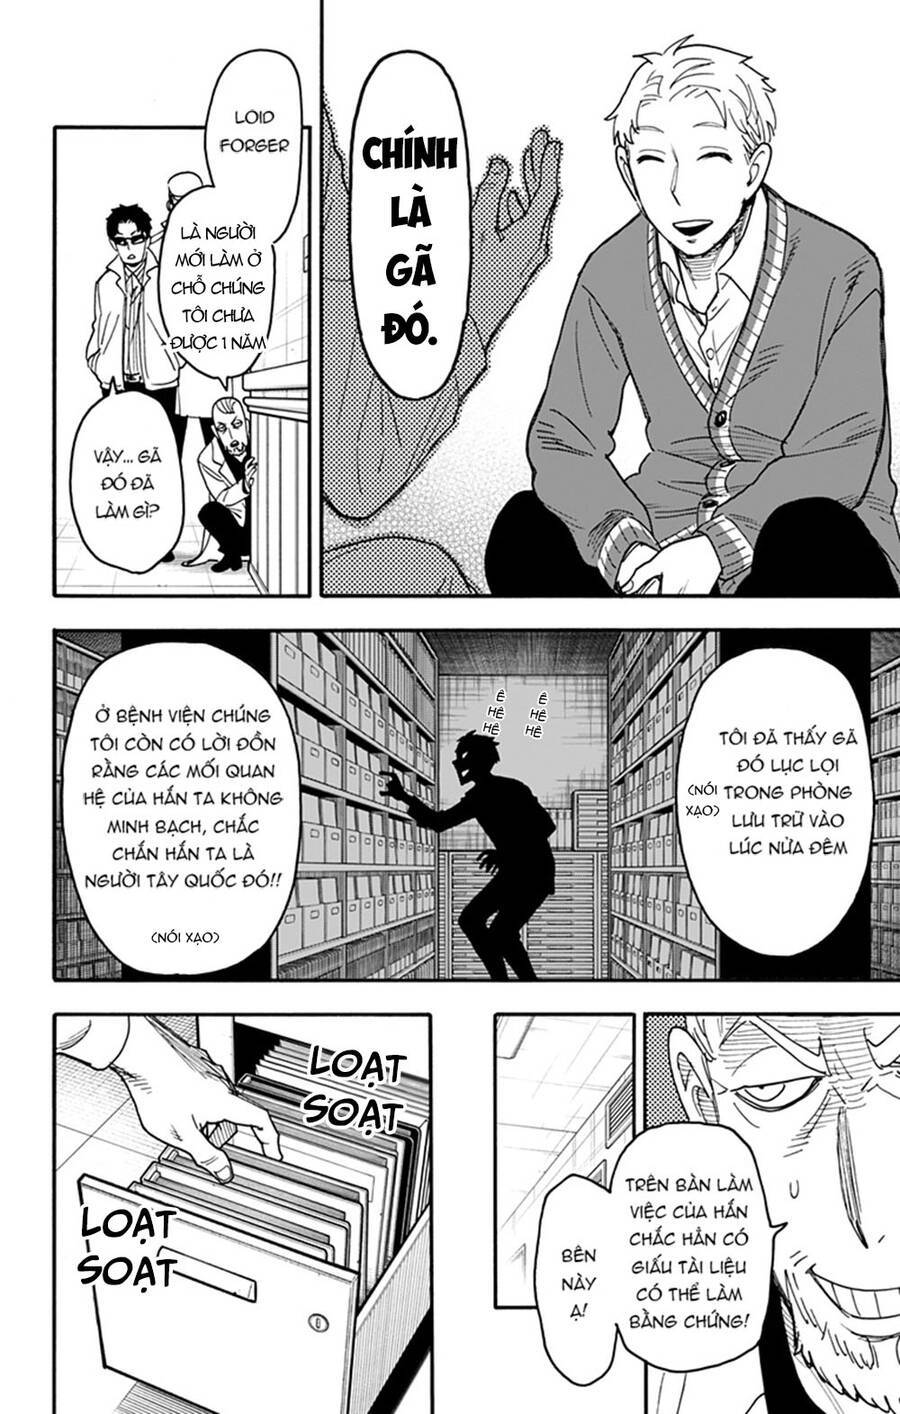 CHÍNH
LÀ
GÃ
ĐÓ.
LOID
FORGER
LÀ NGƯỜI
MỚI LÀM Ở
CHỖ CHÚNG
TÔI CHƯA
ĐƯỢC 1 NĂM
VẬY... GÃ
ĐÓ ĐÃ
LÀM GÌ?
TÔI ĐÃ THẤY GÃ
ĐÓ LỤC LỌI
TRONG PHÒNG
LƯU TRỮ VÀO
LÚC NỬA ĐÊM
(NÓI
XẠO)
Ê
HÊ
HÊ
Ê
HÊ
HÊ
Ở BỆNH VIỆN CHÚNG
TÔI CÒN CÓ LỜI ĐỒN
RẰNG CÁC MỐI QUAN
HỆ CỦA HẮN TA KHÔNG
MINH BẠCH, CHẮC
CHẮN HẮN TA LÀ
NGƯỜI TÂY QUỐC ĐÓ!!
(NÓI XẠO)
TRÊN BÀN LÀM
VIỆC CỦA HẮN
CHẮC HẲN CÓ
GIẤU TÀI LIỆU
CÓ THỂ LÀM
BẰNG CHỨNG!
BÊN
NÀY
Ạ!
LOẠT
SOẠT
LOẠT
SOẠT